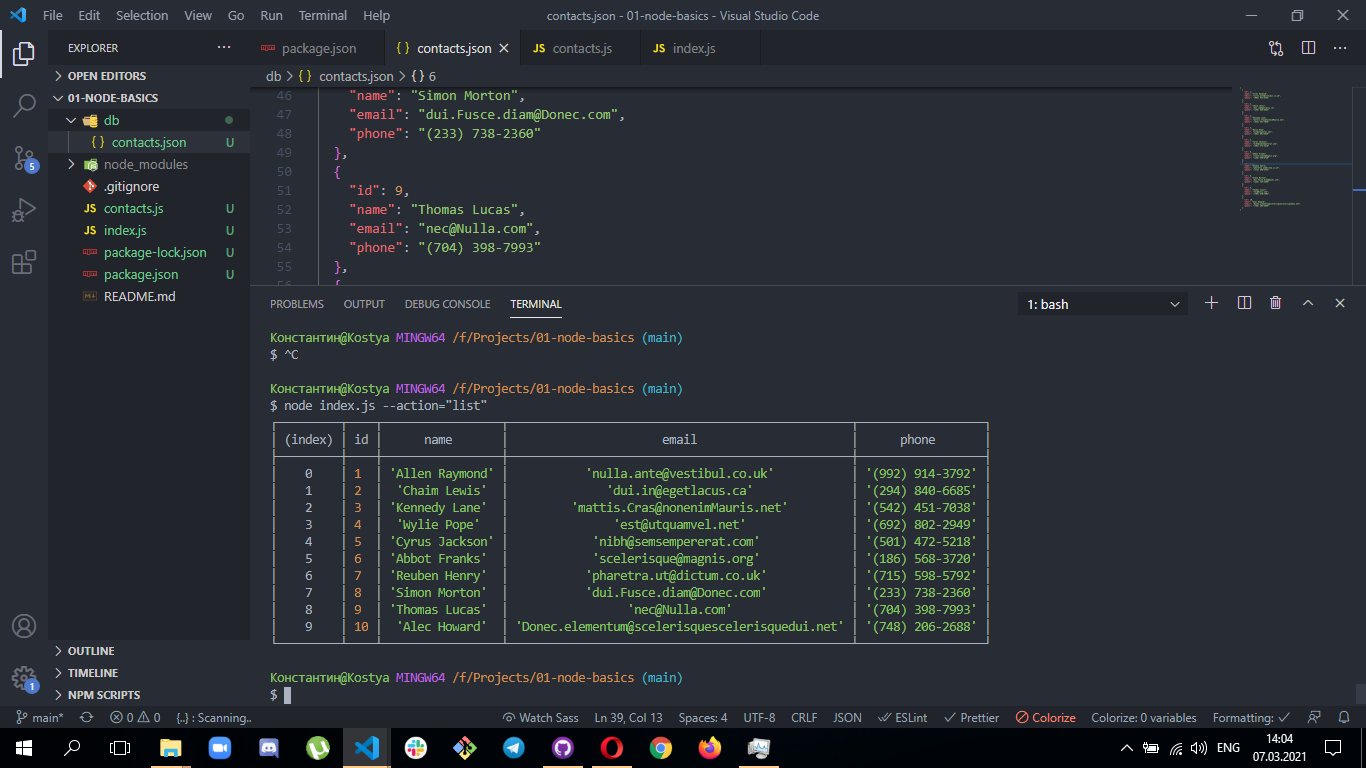 File Edit Selection View Go Run Terminal Help
contacts.json - 01-node-basics - Visual Studio Code
EXPLORER
package.json
{ } contacts.json
JS contacts.js
JS index.js
OPEN EDITORS
01-NODE-BASICS
db
{ } contacts.json U
node_modules
.gitignore
JS contacts.js U
JS index.js U
package-lock.json U
package.json U
README.md
OUTLINE
TIMELINE
NPM SCRIPTS
5
1
db > { } contacts.json > { } 6
46 "name": "Simon Morton",
47 "email": "dui.Fusce.diam@Donec.com",
48 "phone": "(233) 738-2360"
49 },
50 {
51 "id": 9,
52 "name": "Thomas Lucas",
53 "email": "nec@Nulla.com",
54 "phone": "(704) 398-7993"
55 },
PROBLEMS OUTPUT DEBUG CONSOLE TERMINAL
1: bash
Константин@Kostya MINGW64 /f/Projects/01-node-basics (main)
$ ^C
Константин@Kostya MINGW64 /f/Projects/01-node-basics (main)
$ node index.js --action="list"
(index) id name email phone
0 1 'Allen Raymond' 'nulla.ante@vestibul.co.uk' '(992) 914-3792'
1 2 'Chaim Lewis' 'dui.in@egetlacus.ca' '(294) 840-6685'
2 3 'Kennedy Lane' 'mattis.Cras@nonenimMauris.net' '(542) 451-7038'
3 4 'Wylie Pope' 'est@utquamvel.net' '(692) 802-2949'
4 5 'Cyrus Jackson' 'nibh@semsempererat.com' '(501) 472-5218'
5 6 'Abbot Franks' 'scelerisque@magnis.org' '(186) 568-3720'
6 7 'Reuben Henry' 'pharetra.ut@dictum.co.uk' '(715) 598-5792'
7 8 'Simon Morton' 'dui.Fusce.diam@Donec.com' '(233) 738-2360'
8 9 'Thomas Lucas' 'nec@Nulla.com' '(704) 398-7993'
9 10 'Alec Howard' 'Donec.elementum@scelerisquescelerisquedui.net' '(748) 206-2688'
Константин@Kostya MINGW64 /f/Projects/01-node-basics (main)
$
main* 0 0 {..} : Scanning.. Watch Sass Ln 39, Col 13 Spaces: 4 UTF-8 CRLF JSON ESLint Prettier Colorize Colorize: 0 variables Formatting:
ENG
14:04
07.03.2021